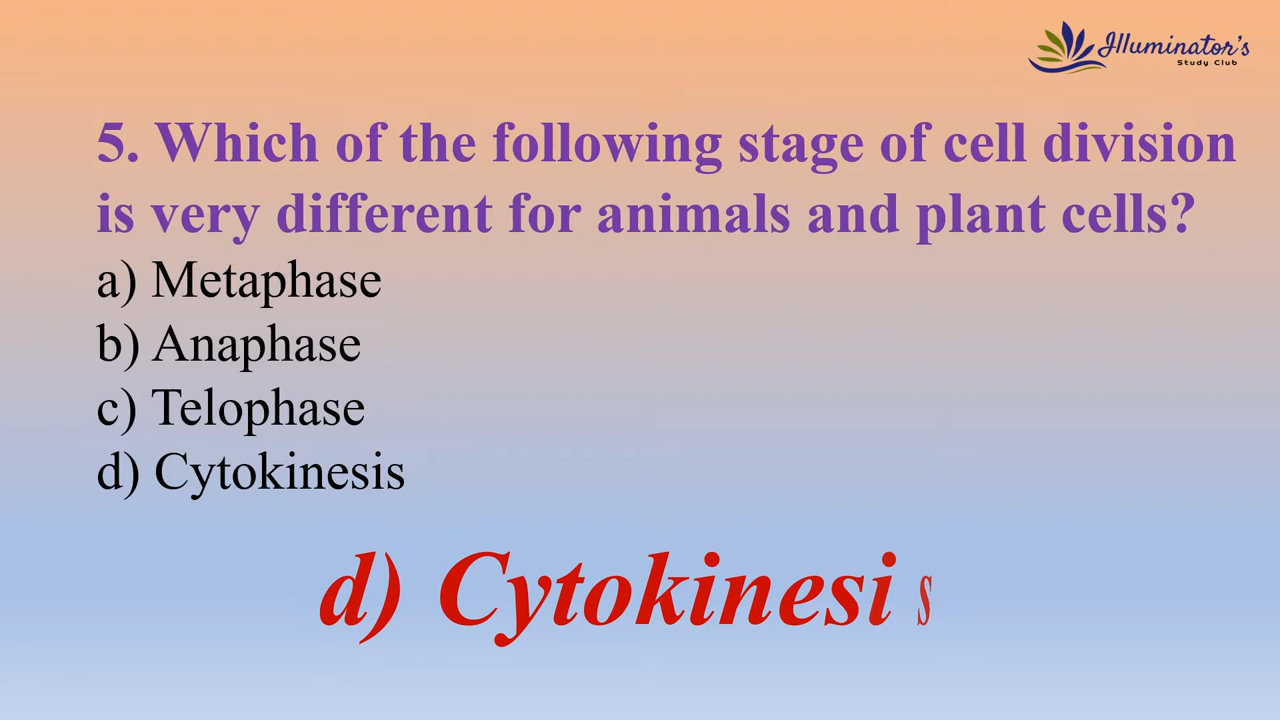 Illuminator's
Study Club
5. Which of the following stage of cell division
is very different for animals and plant cells?
a) Metaphase
b) Anaphase
c) Telophase
d) Cytokinesis
d) Cytokinesis